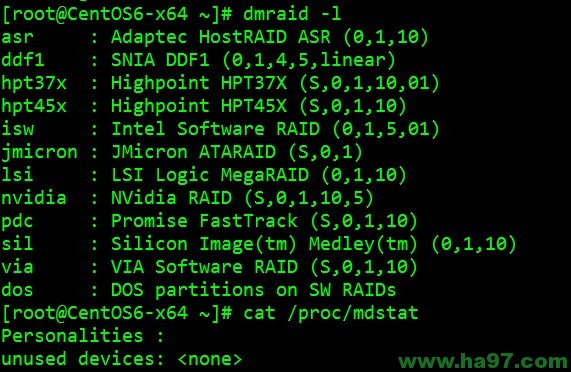 [root@CentOS6-x64 ~]# dmraid -l
asr     : Adaptec HostRAID ASR (0,1,10)
ddf1    : SNIA DDF1 (0,1,4,5,linear)
hpt37x  : Highpoint HPT37X (S,0,1,10,01)
hpt45x  : Highpoint HPT45X (S,0,1,10)
isw     : Intel Software RAID (0,1,5,01)
jmicron : JMicron ATARAID (S,0,1)
lsi     : LSI Logic MegaRAID (0,1,10)
nvidia  : NVidia RAID (S,0,1,10,5)
pdc     : Promise FastTrack (S,0,1,10)
sil     : Silicon Image(tm) Medley(tm) (0,1,10)
via     : VIA Software RAID (S,0,1,10)
dos     : DOS partitions on SW RAIDs
[root@CentOS6-x64 ~]# cat /proc/mdstat
Personalities :
unused devices: <none>
www.ha97.com